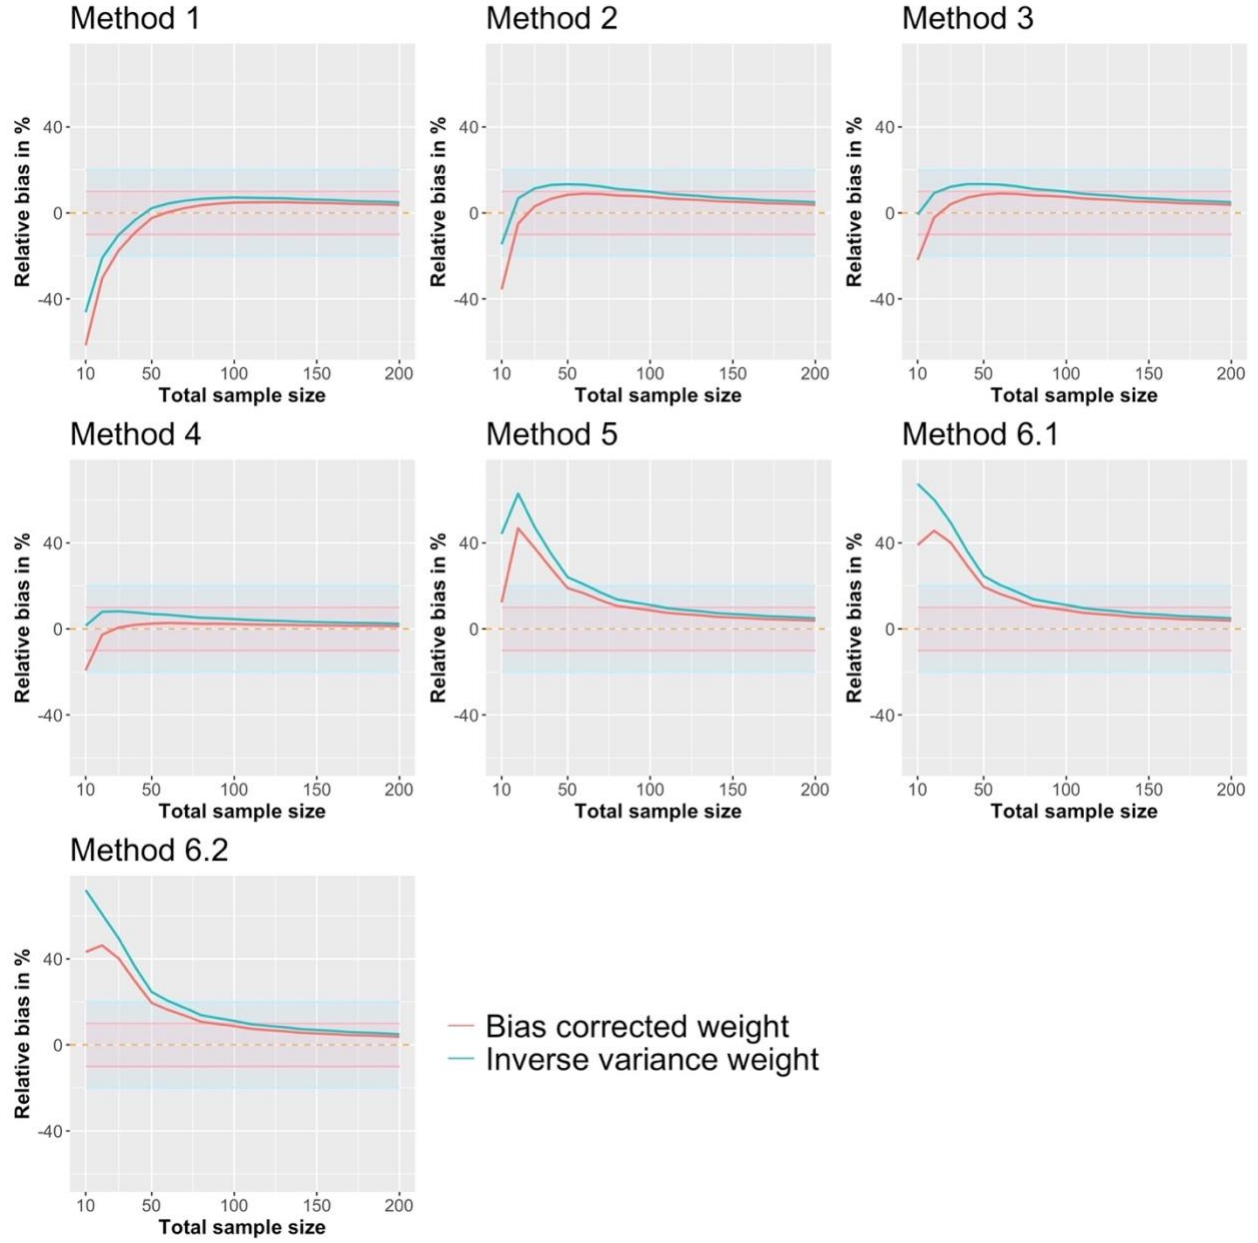 Method 1
Method 2
Method 3
Relative bias in %
40
0
-40
10 50 100 150 200
Total sample size
Relative bias in %
40
0
-40
10 50 100 150 200
Total sample size
Relative bias in %
40
0
-40
10 50 100 150 200
Total sample size
Method 4
Method 5
Method 6.1
Relative bias in %
40
0
-40
10 50 100 150 200
Total sample size
Relative bias in %
40
0
-40
10 50 100 150 200
Total sample size
Relative bias in %
40
0
-40
10 50 100 150 200
Total sample size
Method 6.2
Relative bias in %
40
0
-40
10 50 100 150 200
Total sample size
Bias corrected weight
Inverse variance weight